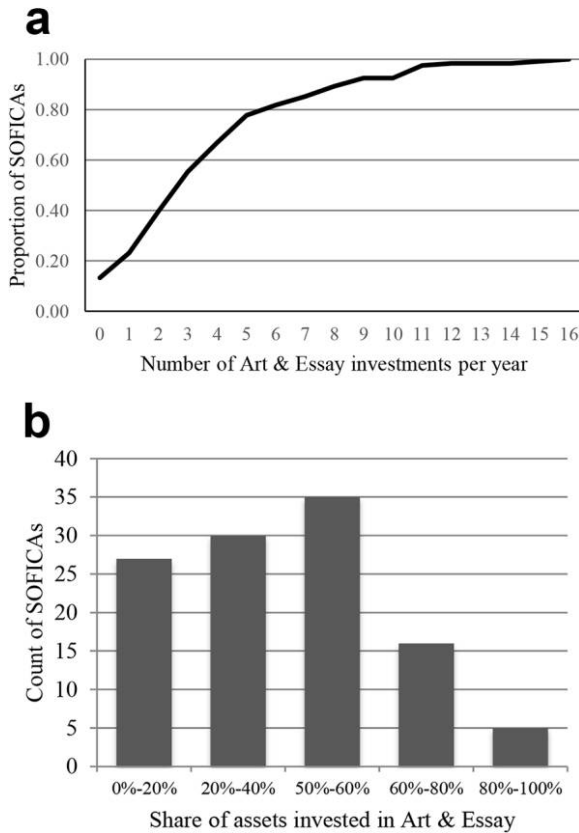 a
Proportion of SOFICAs
1.00
0.80
0.60
0.40
0.20
0.00
0 1 2 3 4 5 6 7 8 9 10 11 12 13 14 15 16
Number of Art & Essay investments per year
b
Count of SOFICAs
40
35
30
25
20
15
10
5
0
0%-20% 20%-40% 50%-60% 60%-80% 80%-100%
Share of assets invested in Art & Essay